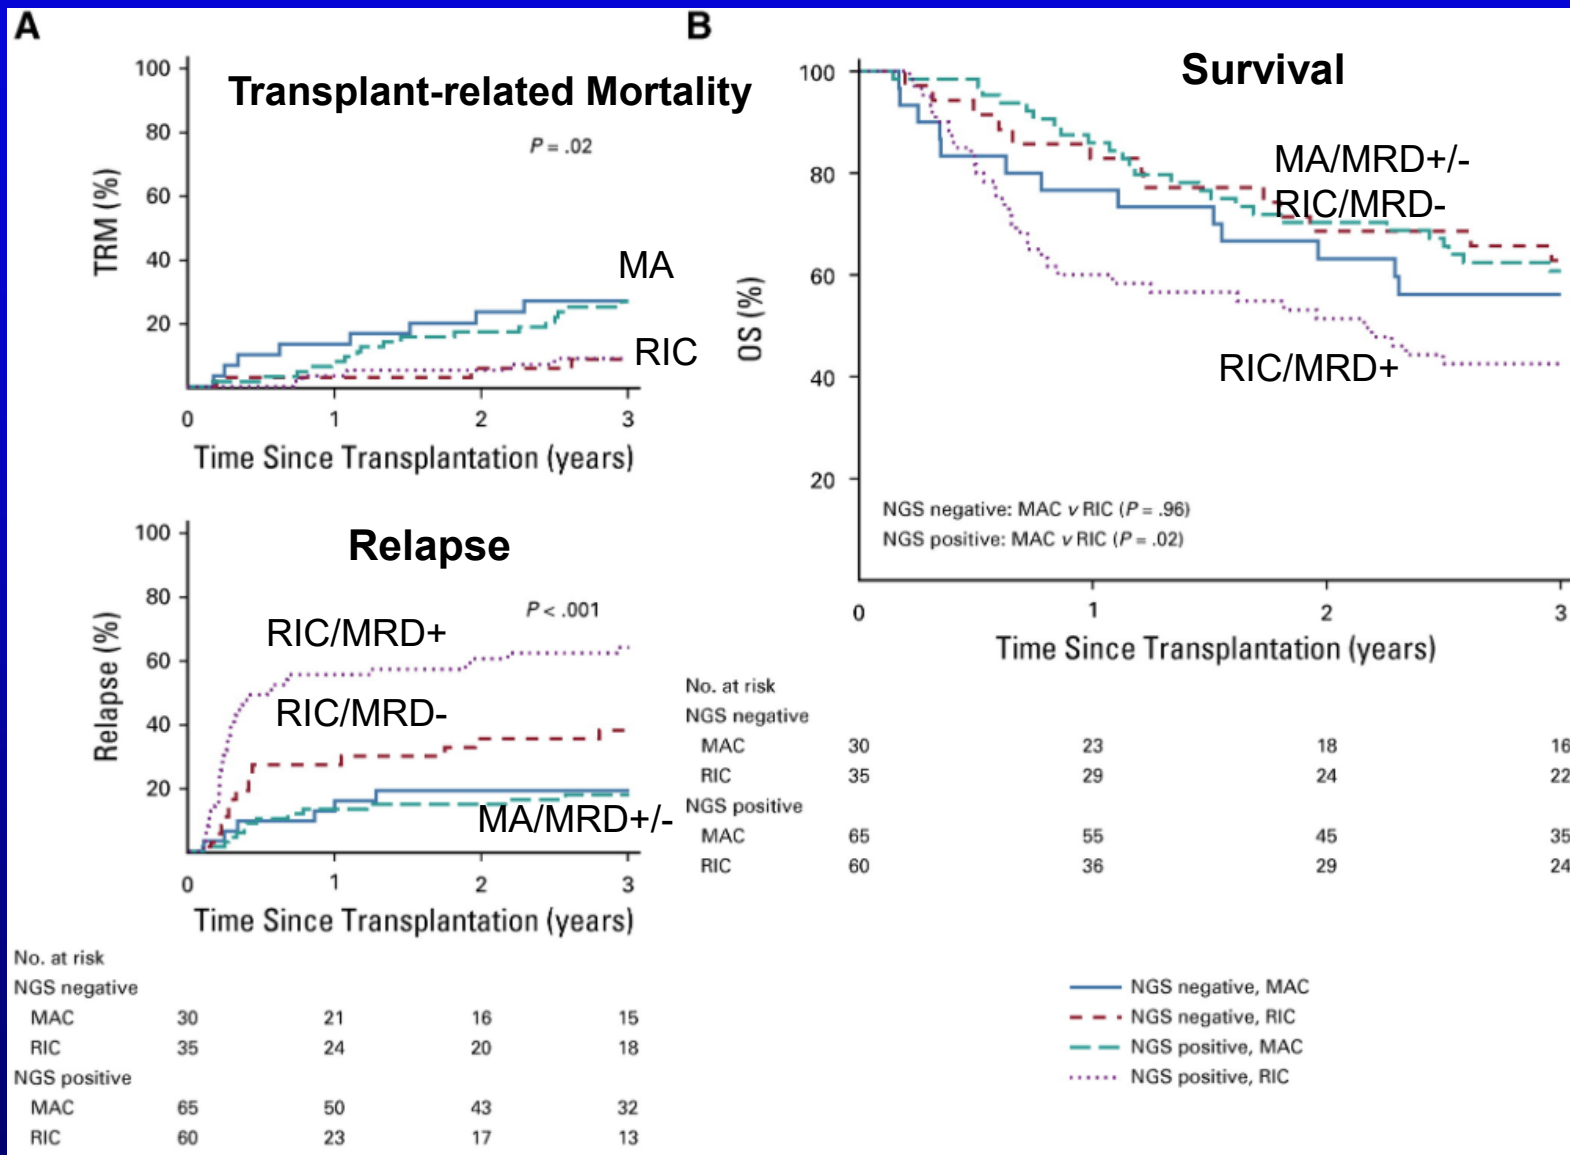 A
Transplant-related Mortality
P = .02
TRM (%)
100
80
60
40
20
MA
RIC
0 1 2 3
Time Since Transplantation (years)
Relapse
P < .001
Relapse (%)
100
80
60
40
20
RIC/MRD+
RIC/MRD-
MA/MRD+/-
0 1 2 3
Time Since Transplantation (years)
No. at risk
NGS negative
MAC 30 21 16 15
RIC 35 24 20 18
NGS positive
MAC 65 50 43 32
RIC 60 23 17 13
B
Survival
OS (%)
100
80
60
40
20
MA/MRD+/-
RIC/MRD-
RIC/MRD+
NGS negative: MAC v RIC (P = .96)
NGS positive: MAC v RIC (P = .02)
0 1 2 3
Time Since Transplantation (years)
No. at risk
NGS negative
MAC 30 23 18 16
RIC 35 29 24 22
NGS positive
MAC 65 55 45 35
RIC 60 36 29 24
NGS negative, MAC
NGS negative, RIC
NGS positive, MAC
NGS positive, RIC